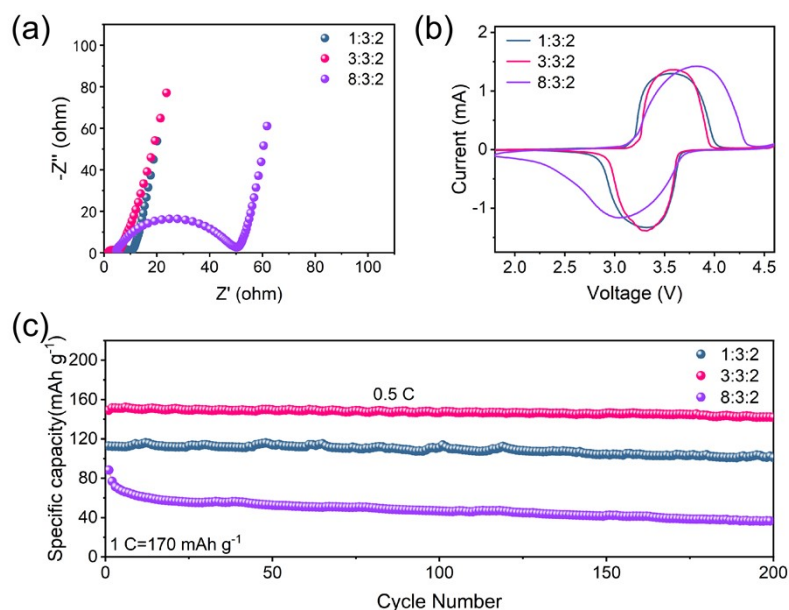 (a)
1:3:2
3:3:2
8:3:2
100
80
60
40
20
0
-Z'' (ohm)
0 20 40 60 80 100
Z' (ohm)
(b)
1:3:2
3:3:2
8:3:2
2
1
0
-1
Current (mA)
2.0 2.5 3.0 3.5 4.0 4.5
Voltage (V)
(c)
1:3:2
3:3:2
8:3:2
200
160
120
80
40
0
Specific capacity(mAh g⁻¹)
0.5 C
1 C=170 mAh g⁻¹
0 50 100 150 200
Cycle Number